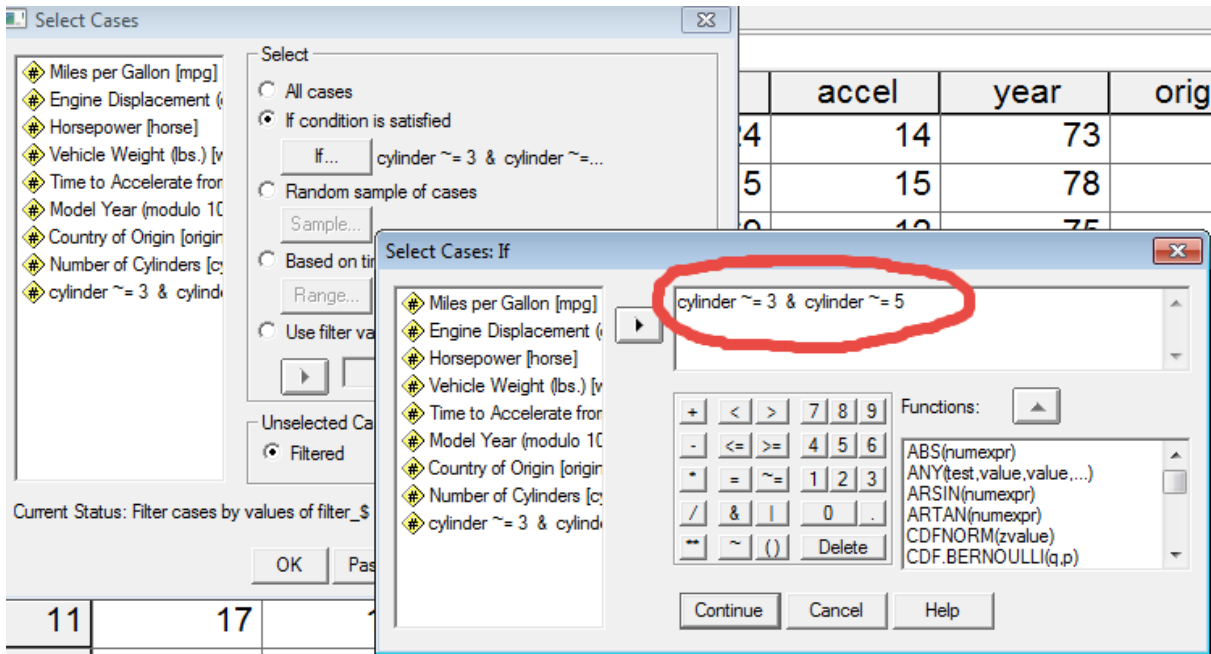 Select Cases
Miles per Gallon [mpg]
Engine Displacement (
Horsepower [horse]
Vehicle Weight (lbs.) [w
Time to Accelerate from
Model Year (modulo 10
Country of Origin [origin
Number of Cylinders [cy
cylinder ~= 3 & cylinde
Select
All cases
If condition is satisfied
If... cylinder ~= 3 & cylinder ~=...
Random sample of cases
Sample...
Based on tim
Range...
Use filter va
Unselected Ca
Filtered
Current Status: Filter cases by values of filter_$
OK Pas
accel year orig
24 14 73
5 15 78
12 75
11 17
Select Cases: If
Miles per Gallon [mpg]
Engine Displacement (
Horsepower [horse]
Vehicle Weight (lbs.) [w
Time to Accelerate from
Model Year (modulo 10
Country of Origin [origin
Number of Cylinders [cy
cylinder ~= 3 & cylinde
cylinder ~= 3 & cylinder ~= 5
+ < > 7 8 9
- <= >= 4 5 6
* = ~= 1 2 3
/ & | 0 .
** ~ () Delete
Functions:
ABS(numexpr)
ANY(test,value,value,...)
ARSIN(numexpr)
ARTAN(numexpr)
CDFNORM(zvalue)
CDF.BERNOULLI(q,p)
Continue Cancel Help